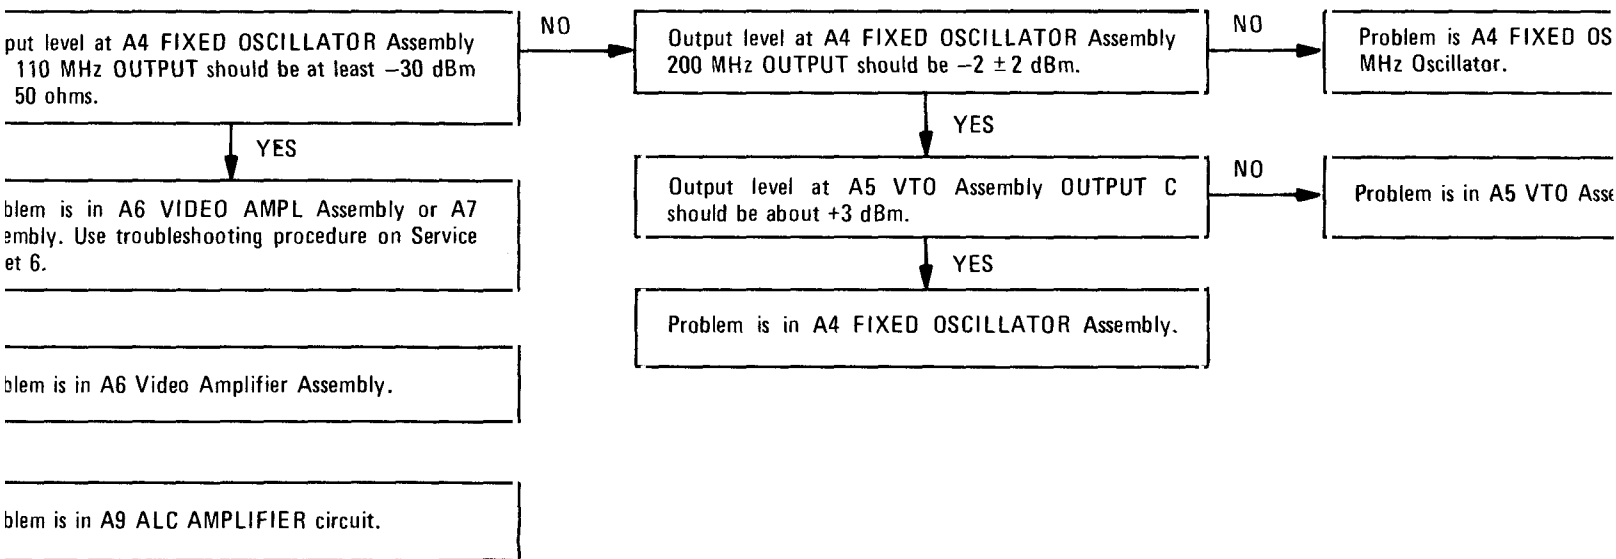 put level at A4 FIXED OSCILLATOR Assembly
110 MHz OUTPUT should be at least −30 dBm
50 ohms.
NO
Output level at A4 FIXED OSCILLATOR Assembly
200 MHz OUTPUT should be −2 ± 2 dBm.
NO
Problem is A4 FIXED OS
MHz Oscillator.
YES
YES
blem is in A6 VIDEO AMPL Assembly or A7
embly. Use troubleshooting procedure on Service
et 6.
Output level at A5 VTO Assembly OUTPUT C
should be about +3 dBm.
NO
Problem is in A5 VTO Asse
YES
Problem is in A4 FIXED OSCILLATOR Assembly.
blem is in A6 Video Amplifier Assembly.
blem is in A9 ALC AMPLIFIER circuit.